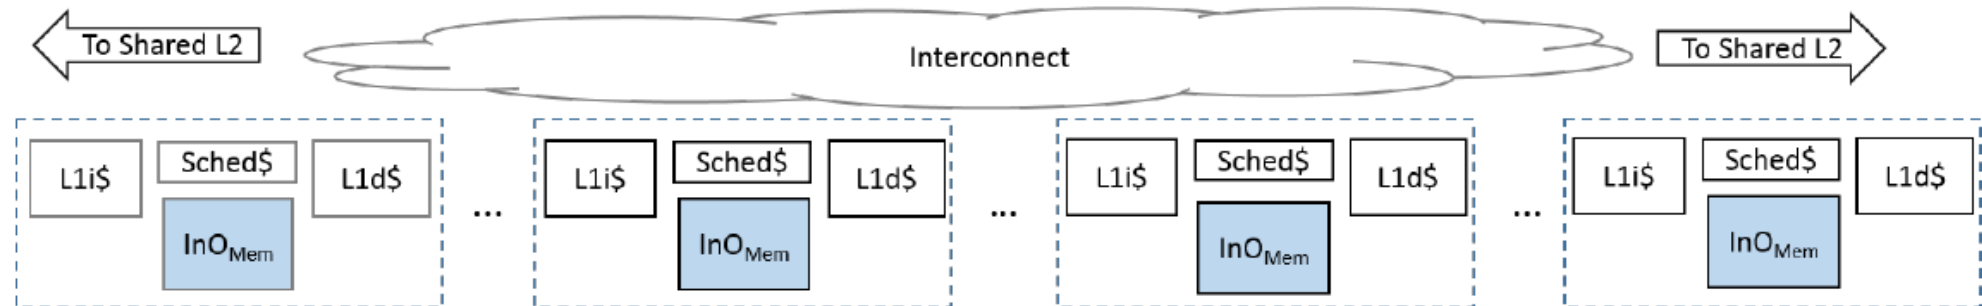 To Shared L2
Interconnect
To Shared L2
L1i$ Sched$ L1d$
InOMem
...
L1i$ Sched$ L1d$
InOMem
...
L1i$ Sched$ L1d$
InOMem
...
L1i$ Sched$ L1d$
InOMem